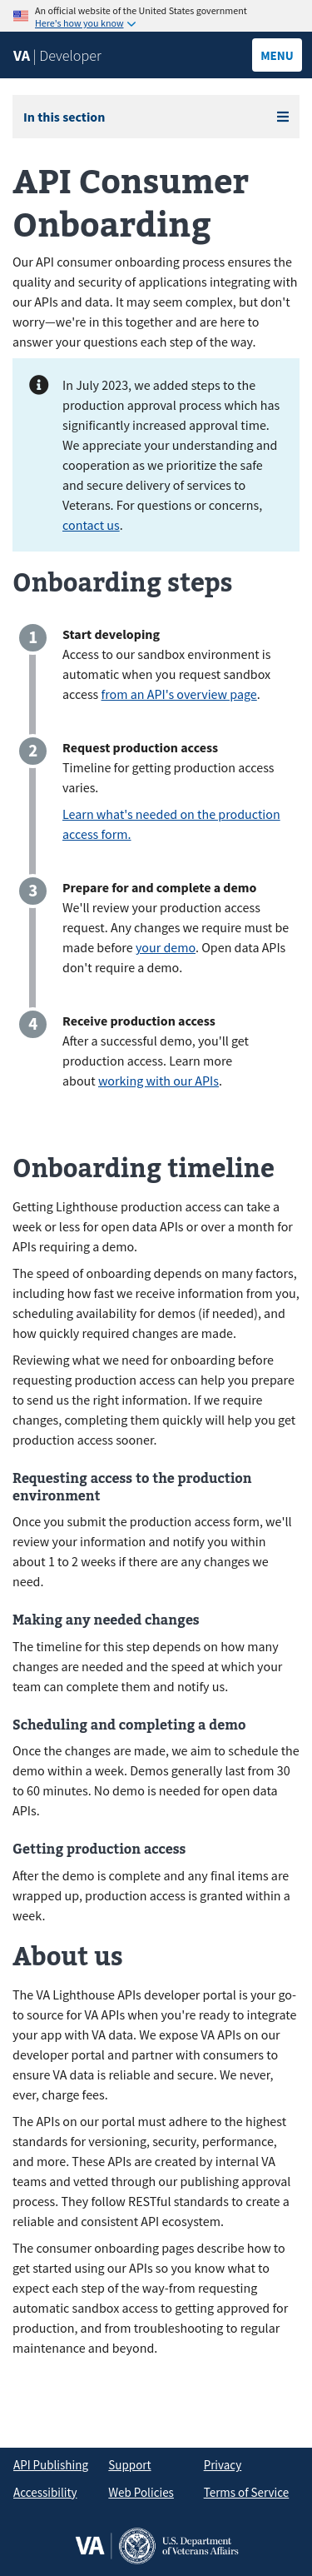 An official website of the United States government
Here's how you know
VA | Developer
MENU
In this section
API Consumer
Onboarding
Our API consumer onboarding process ensures the
quality and security of applications integrating with
our APIs and data. It may seem complex, but don't
worry—we're in this together and are here to
answer your questions each step of the way.
In July 2023, we added steps to the
production approval process which has
significantly increased approval time.
We appreciate your understanding and
cooperation as we prioritize the safe
and secure delivery of services to
Veterans. For questions or concerns,
contact us.
Onboarding steps
1
Start developing
Access to our sandbox environment is
automatic when you request sandbox
access from an API's overview page.
2
Request production access
Timeline for getting production access
varies.
Learn what's needed on the production
access form.
3
Prepare for and complete a demo
We'll review your production access
request. Any changes we require must be
made before your demo. Open data APIs
don't require a demo.
4
Receive production access
After a successful demo, you'll get
production access. Learn more
about working with our APIs.
Onboarding timeline
Getting Lighthouse production access can take a
week or less for open data APIs or over a month for
APIs requiring a demo.
The speed of onboarding depends on many factors,
including how fast we receive information from you,
scheduling availability for demos (if needed), and
how quickly required changes are made.
Reviewing what we need for onboarding before
requesting production access can help you prepare
to send us the right information. If we require
changes, completing them quickly will help you get
production access sooner.
Requesting access to the production
environment
Once you submit the production access form, we'll
review your information and notify you within
about 1 to 2 weeks if there are any changes we
need.
Making any needed changes
The timeline for this step depends on how many
changes are needed and the speed at which your
team can complete them and notify us.
Scheduling and completing a demo
Once the changes are made, we aim to schedule the
demo within a week. Demos generally last from 30
to 60 minutes. No demo is needed for open data
APIs.
Getting production access
After the demo is complete and any final items are
wrapped up, production access is granted within a
week.
About us
The VA Lighthouse APIs developer portal is your go-
to source for VA APIs when you're ready to integrate
your app with VA data. We expose VA APIs on our
developer portal and partner with consumers to
ensure VA data is reliable and secure. We never,
ever, charge fees.
The APIs on our portal must adhere to the highest
standards for versioning, security, performance,
and more. These APIs are created by internal VA
teams and vetted through our publishing approval
process. They follow RESTful standards to create a
reliable and consistent API ecosystem.
The consumer onboarding pages describe how to
get started using our APIs so you know what to
expect each step of the way-from requesting
automatic sandbox access to getting approved for
production, and from troubleshooting to regular
maintenance and beyond.
API Publishing Support Privacy
Accessibility Web Policies Terms of Service
VA
U.S. Department
of Veterans Affairs